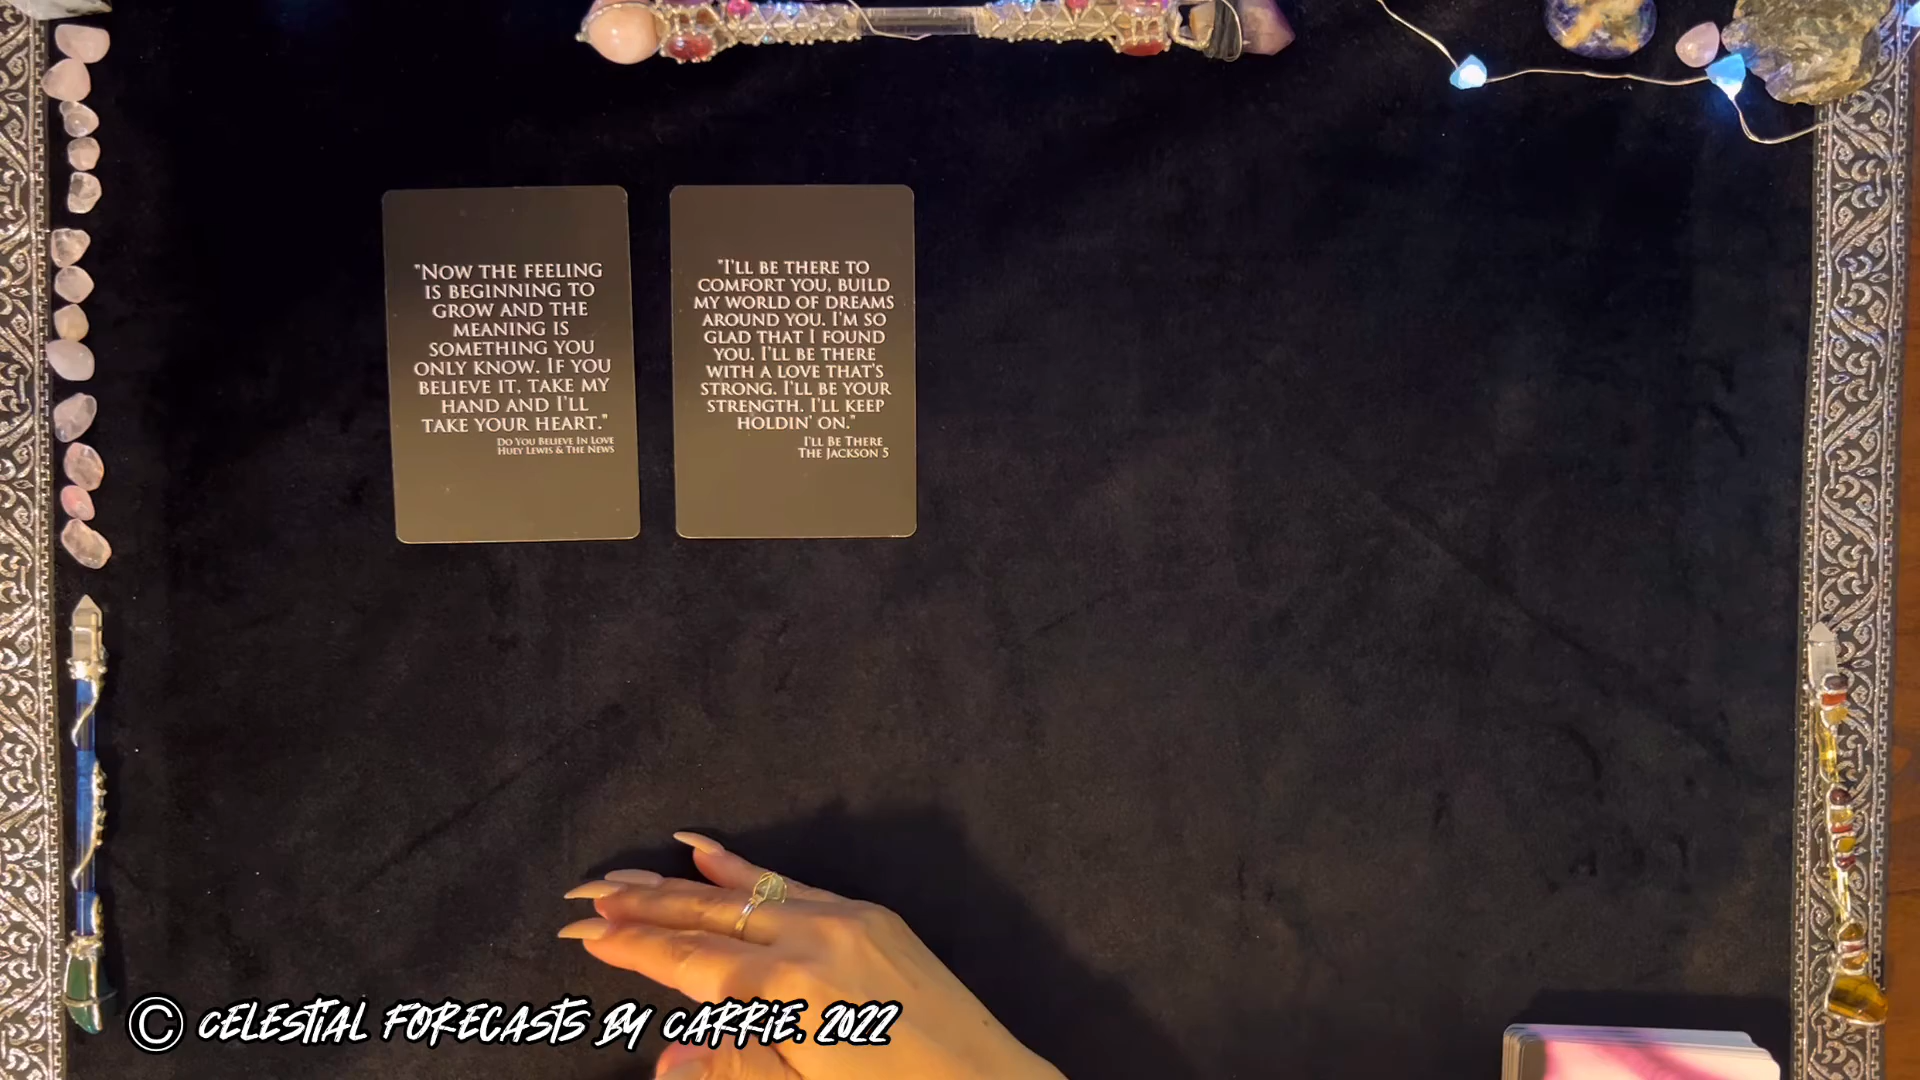 "Now the feeling
is beginning to
grow and the
meaning is
something you
only know. If you
believe it, take my
hand and I'll
take your heart."
Do You Believe In Love
Huey Lewis & The News
"I'll be there to
comfort you, build
my world of dreams
around you. I'm so
glad that I found
you. I'll be there
with a love that's
strong. I'll be your
strength. I'll keep
holdin' on."
I'll Be There
The Jackson 5
© CELESTIAL FORECASTS BY CARRIE. 2022